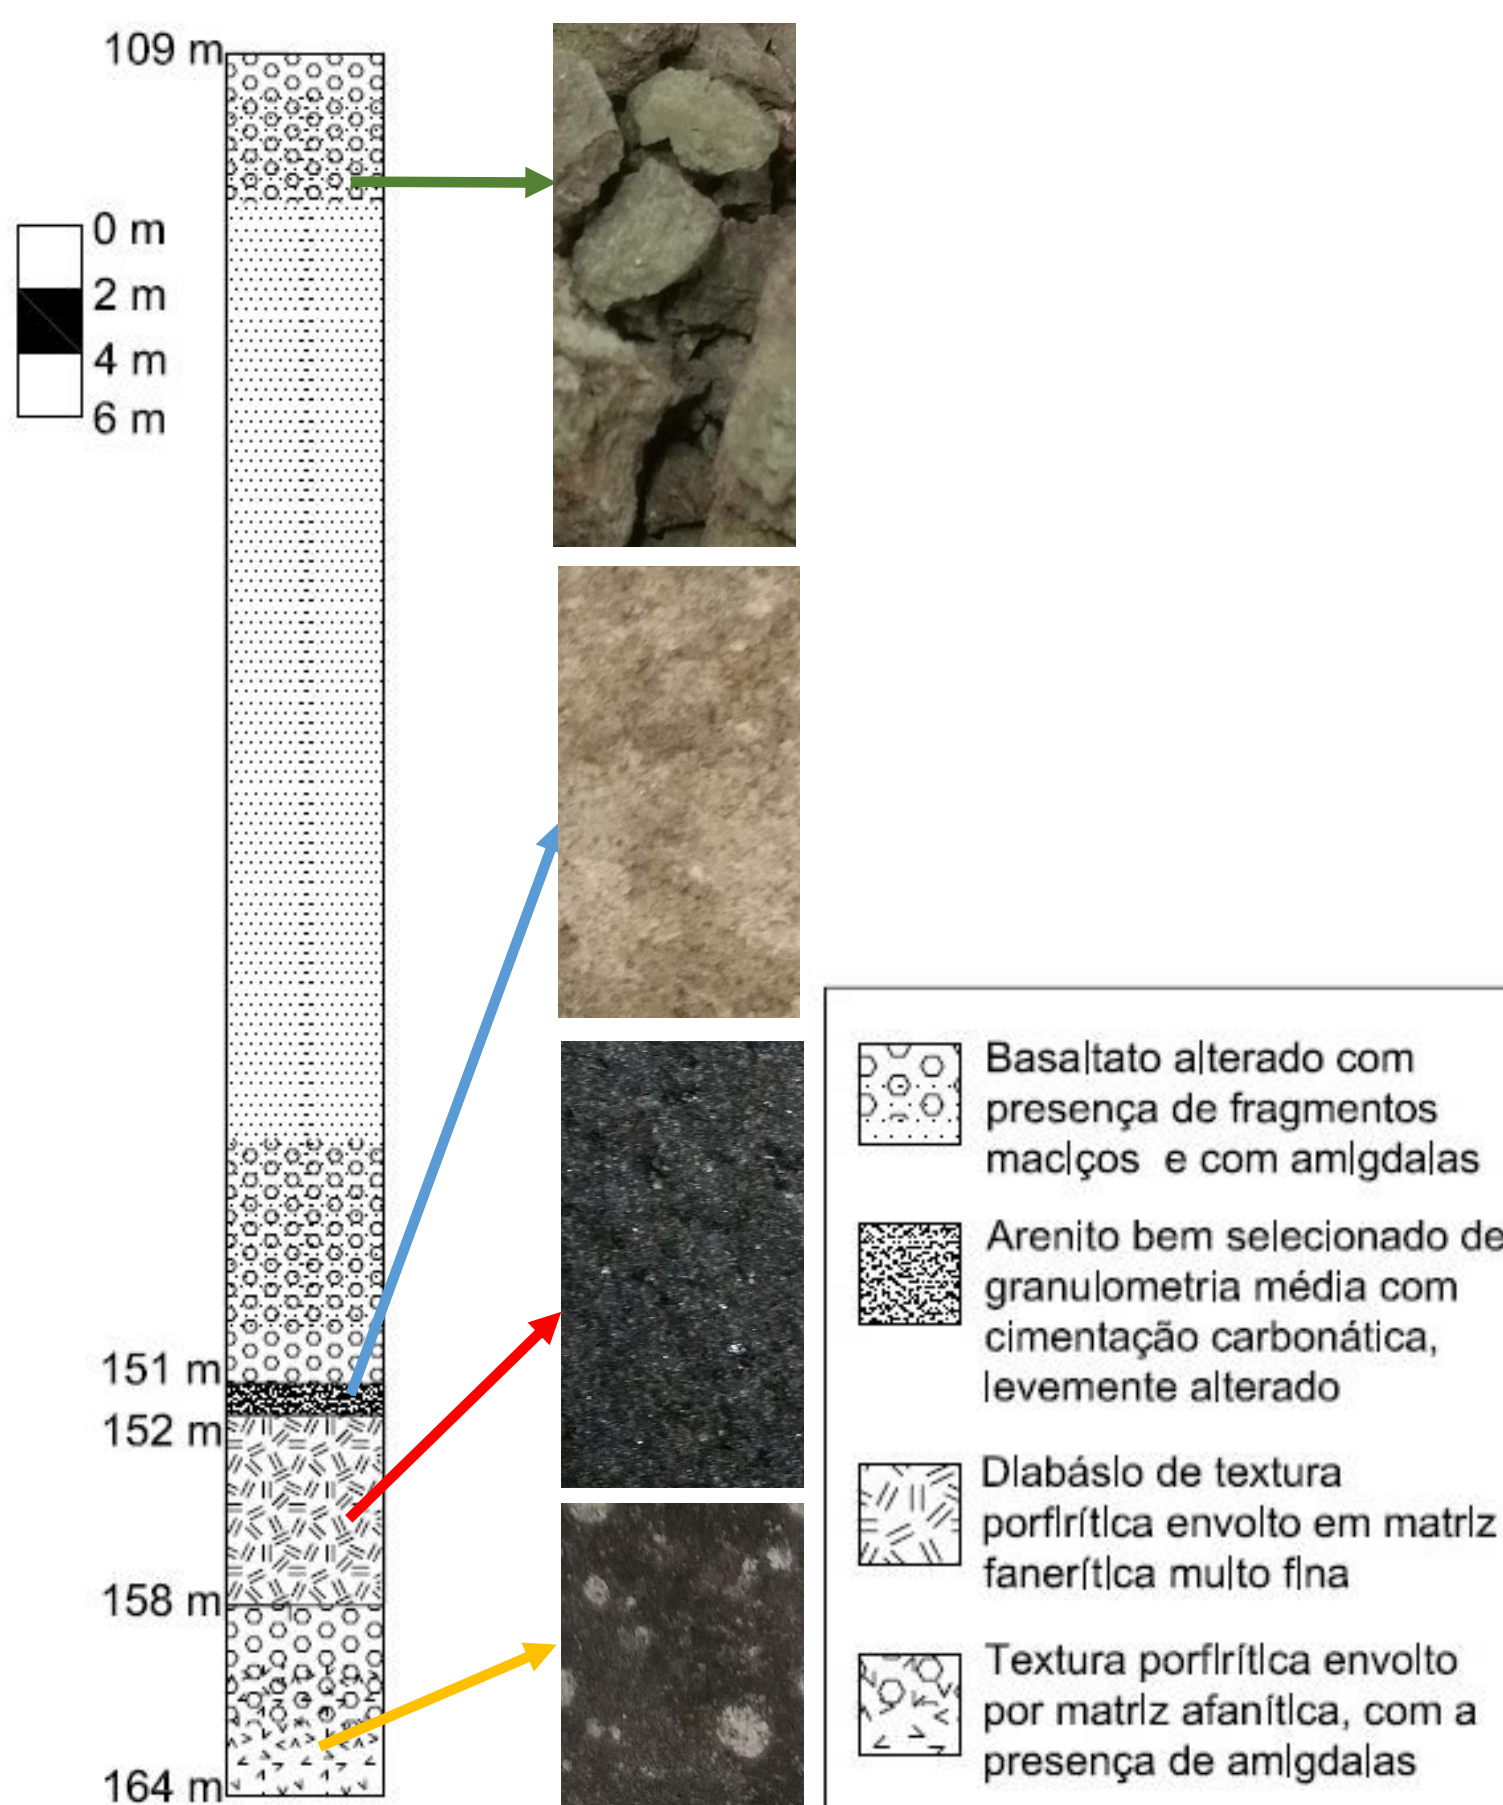 109 m
0 m
2 m
4 m
6 m
151 m
152 m
158 m
164 m
Basaltato alterado com
presença de fragmentos
maciços e com amigdalas
Arenito bem selecionado de
granulometria média com
cimentação carbonática,
levemente alterado
Diabásio de textura
porfirítica envolto em matriz
fanerítica muito fina
Textura porfirítica envolto
por matriz afanítica, com a
presença de amigdalas